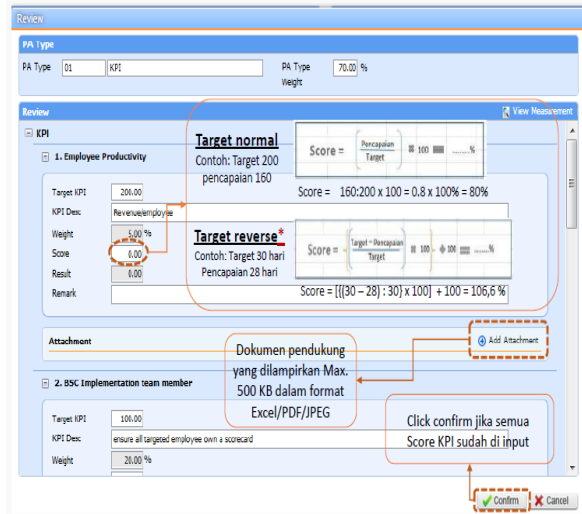 Review
PA Type
PA Type 01 KPI PA Type Weight 70.00 %
Review View Measurement
KPI
1. Employee Productivity
Target normal
Contoh: Target 200
pencapaian 160
Score = ( Pencapaian / Target ) x 100 = ........%
Score = 160:200 x 100 = 0.8 x 100% = 80%
Target KPI 200.00
KPI Desc Revenue/employee
Weight 5.00 %
Score 0.00
Result 0.00
Remark
Target reverse*
Contoh: Target 30 hari
Pencapaian 28 hari
Score = ( Target - Pencapaian / Target x 100 ) + 100 = ......%
Score = [{(30 – 28) : 30} x 100] + 100 = 106,6 %
Attachment Add Attachment
Dokumen pendukung
yang dilampirkan Max.
500 KB dalam format
Excel/PDF/JPEG
2. BSC Implementation team member
Target KPI 100.00
KPI Desc ensure all targeted employee own a scorecard
Weight 20.00 %
Click confirm jika semua
Score KPI sudah di input
Confirm Cancel